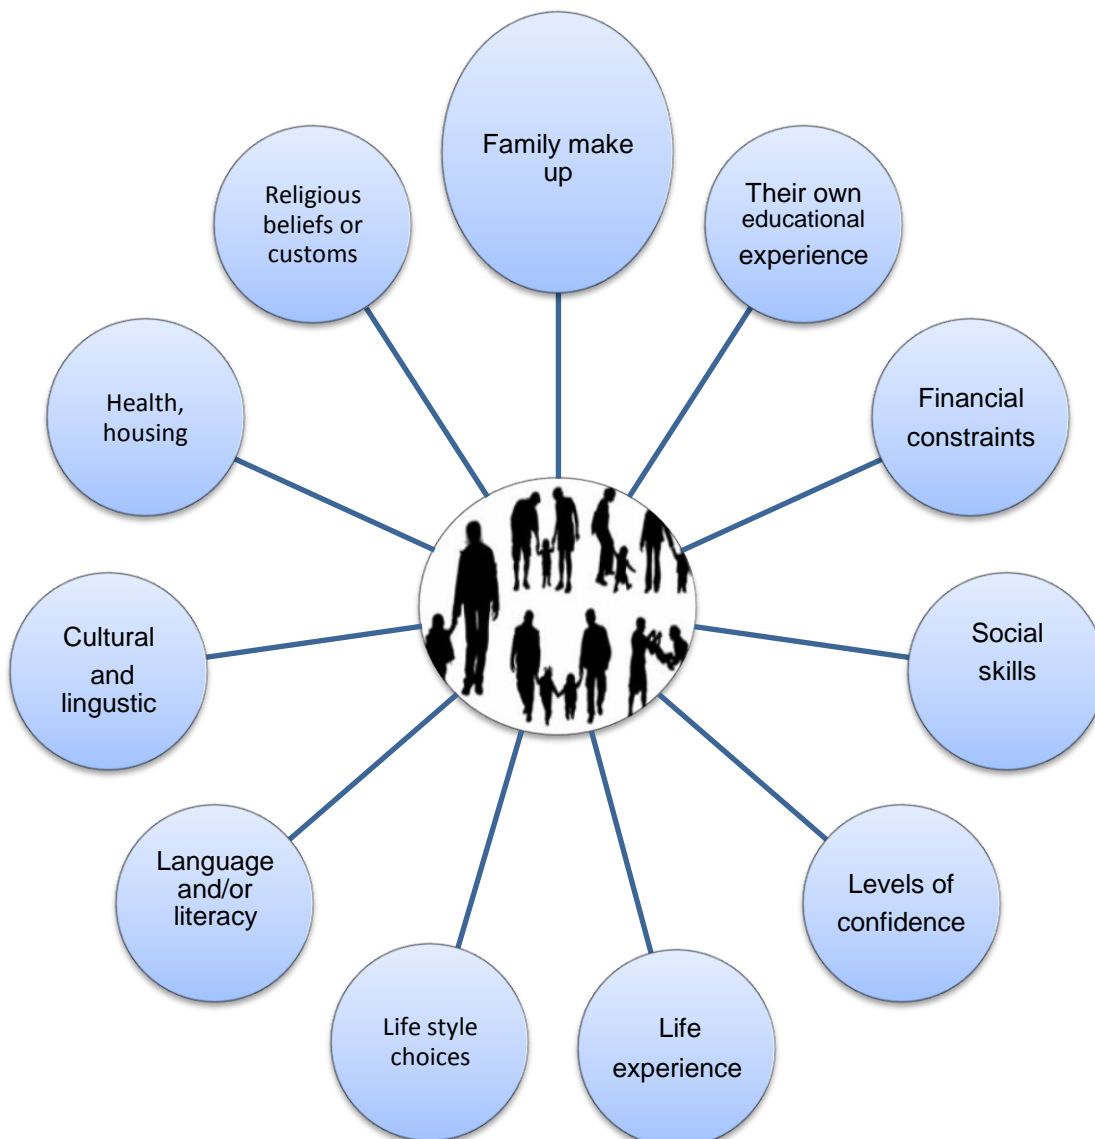 Family make
up
Their own
educational
experience
Financial
constraints
Social
skills
Levels of
confidence
Life
experience
Life style
choices
Language
and/or
literacy
Cultural
and
lingustic
Health,
housing
Religious
beliefs or
customs